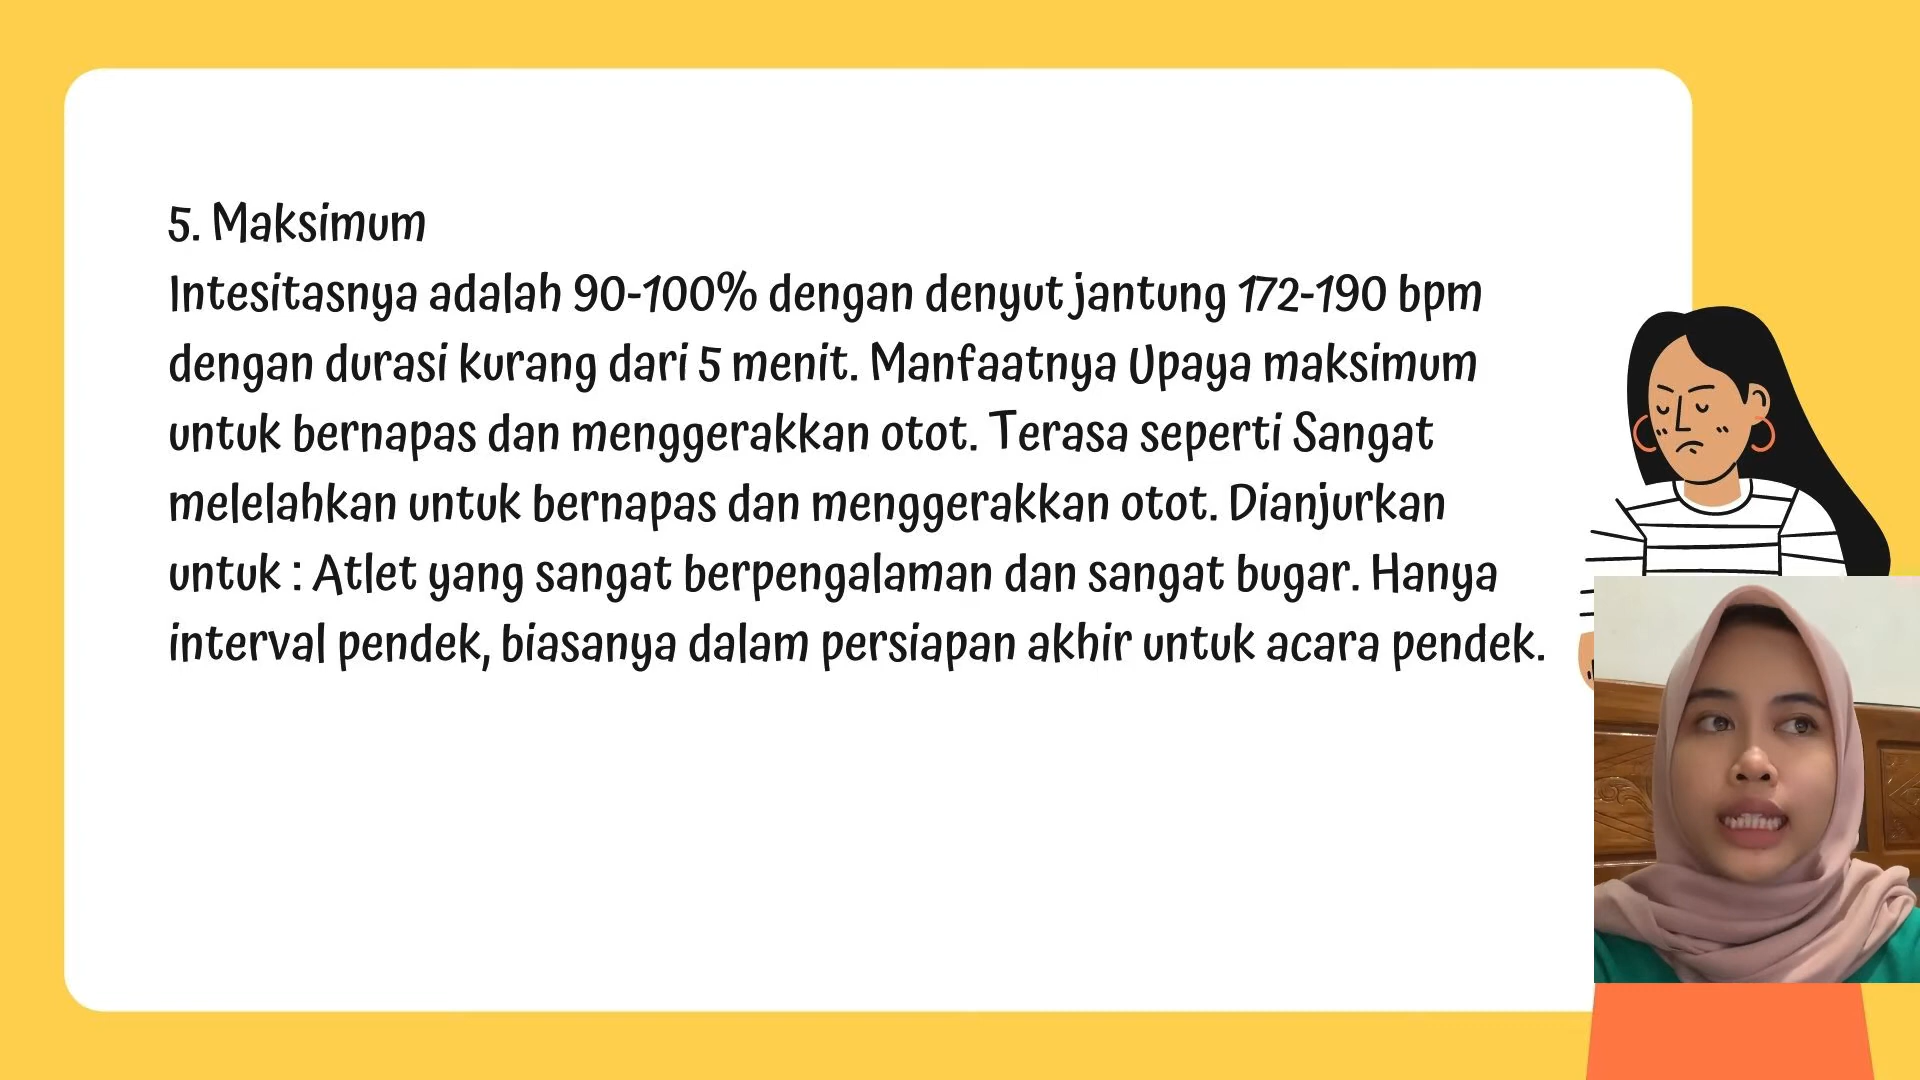 5. Maksimum
Intesitasnya adalah 90-100% dengan denyut jantung 172-190 bpm
dengan durasi kurang dari 5 menit. Manfaatnya Upaya maksimum
untuk bernapas dan menggerakkan otot. Terasa seperti Sangat
melelahkan untuk bernapas dan menggerakkan otot. Dianjurkan
untuk : Atlet yang sangat berpengalaman dan sangat bugar. Hanya
interval pendek, biasanya dalam persiapan akhir untuk acara pendek.